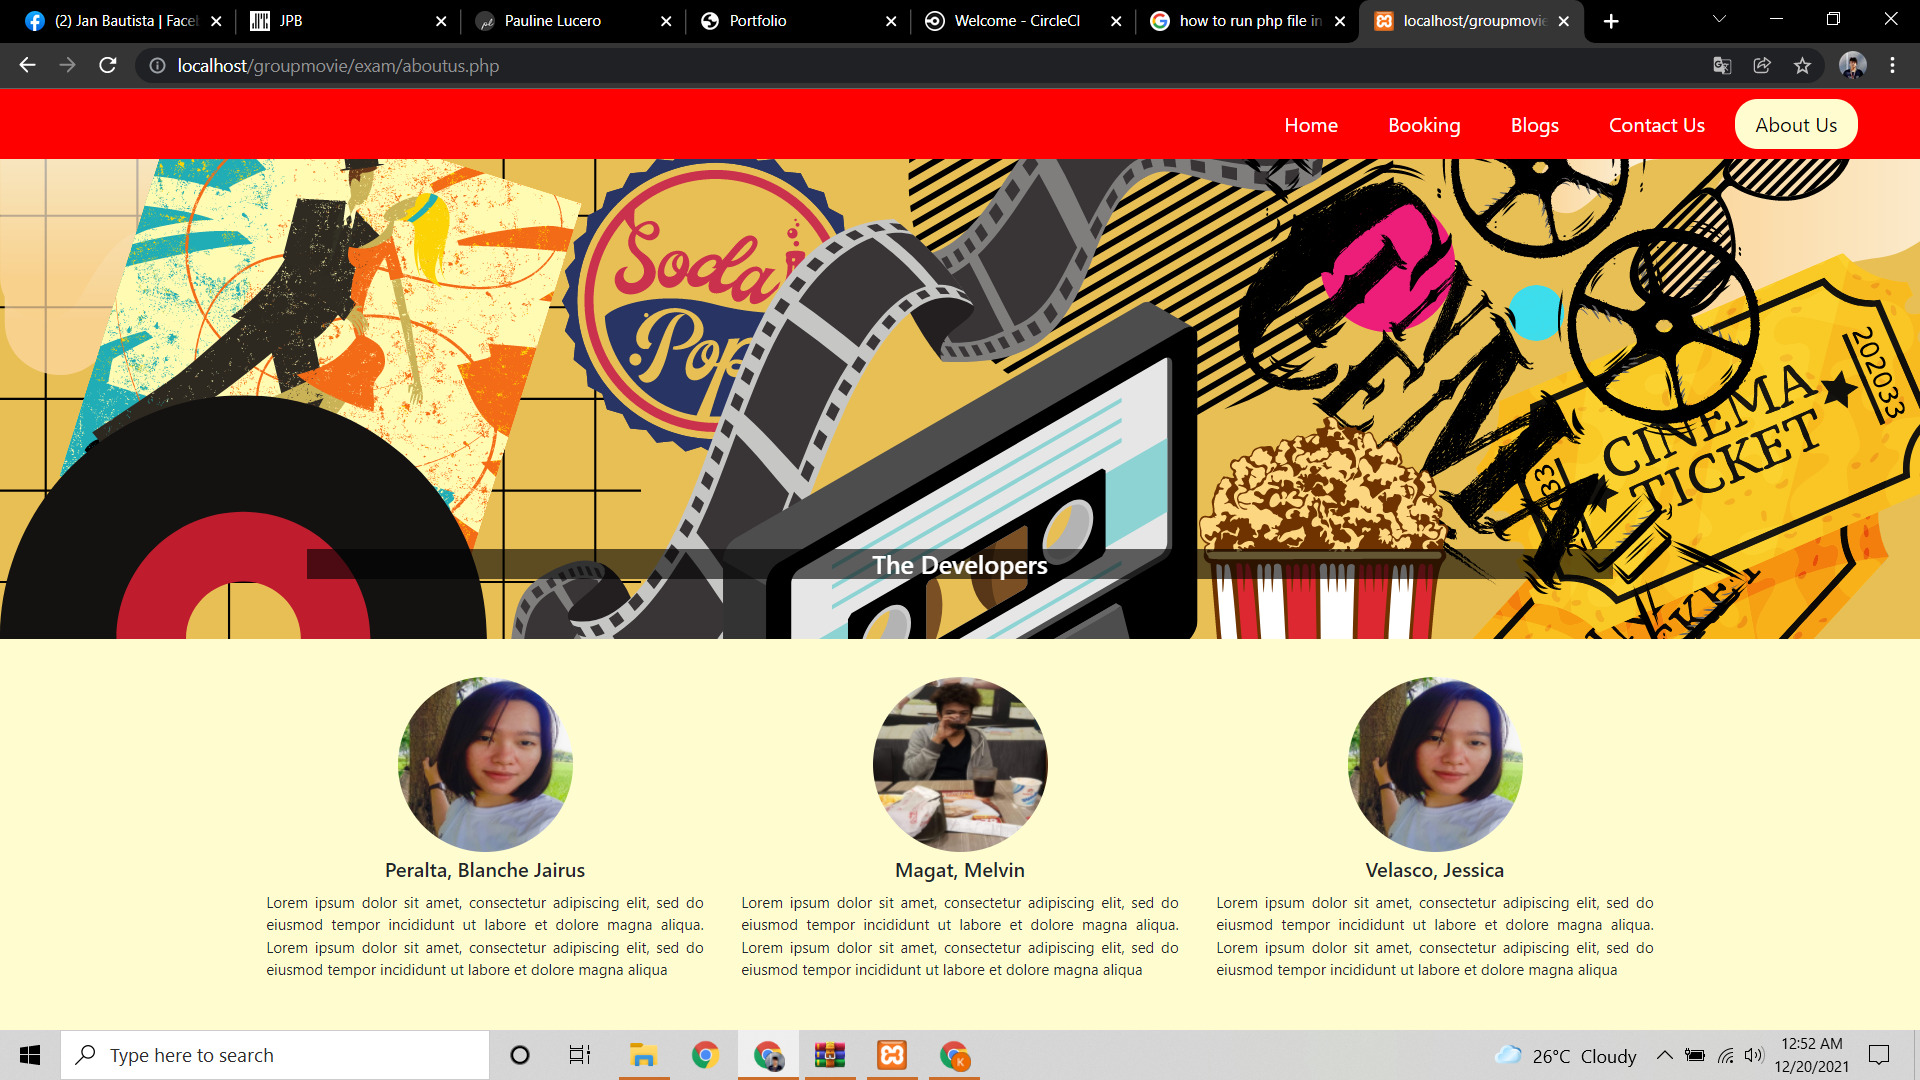 (2) Jan Bautista | Face
JPB
Pauline Lucero
Portfolio
Welcome - CircleCI
how to run php file in
localhost/groupmovie
localhost/groupmovie/exam/aboutus.php
Home
Booking
Blogs
Contact Us
About Us
Soda
Pop
CINEMA
CINEMA
TICKET
202033
033
The Developers
Peralta, Blanche Jairus
Lorem ipsum dolor sit amet, consectetur adipiscing elit, sed do
eiusmod tempor incididunt ut labore et dolore magna aliqua.
Lorem ipsum dolor sit amet, consectetur adipiscing elit, sed do
eiusmod tempor incididunt ut labore et dolore magna aliqua
Magat, Melvin
Lorem ipsum dolor sit amet, consectetur adipiscing elit, sed do
eiusmod tempor incididunt ut labore et dolore magna aliqua.
Lorem ipsum dolor sit amet, consectetur adipiscing elit, sed do
eiusmod tempor incididunt ut labore et dolore magna aliqua
Velasco, Jessica
Lorem ipsum dolor sit amet, consectetur adipiscing elit, sed do
eiusmod tempor incididunt ut labore et dolore magna aliqua.
Lorem ipsum dolor sit amet, consectetur adipiscing elit, sed do
eiusmod tempor incididunt ut labore et dolore magna aliqua
Type here to search
26°C Cloudy
12:52 AM
12/20/2021